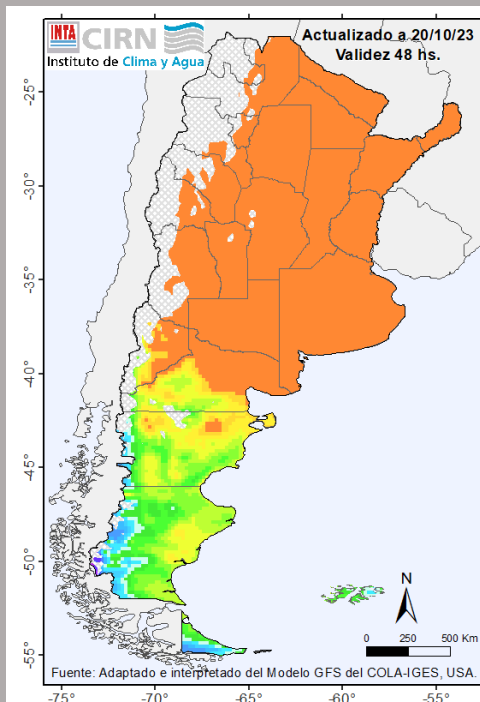 INTA CIRN
Instituto de Clima y Agua
Actualizado a 20/10/23
Validez 48 hs.
-25°
-30°
-35°
-40°
-45°
-50°
-55°
N
0 250 500 Km
Fuente: Adaptado e interpretado del Modelo GFS del COLA-IGES, USA.
-75° -70° -65° -60° -55°